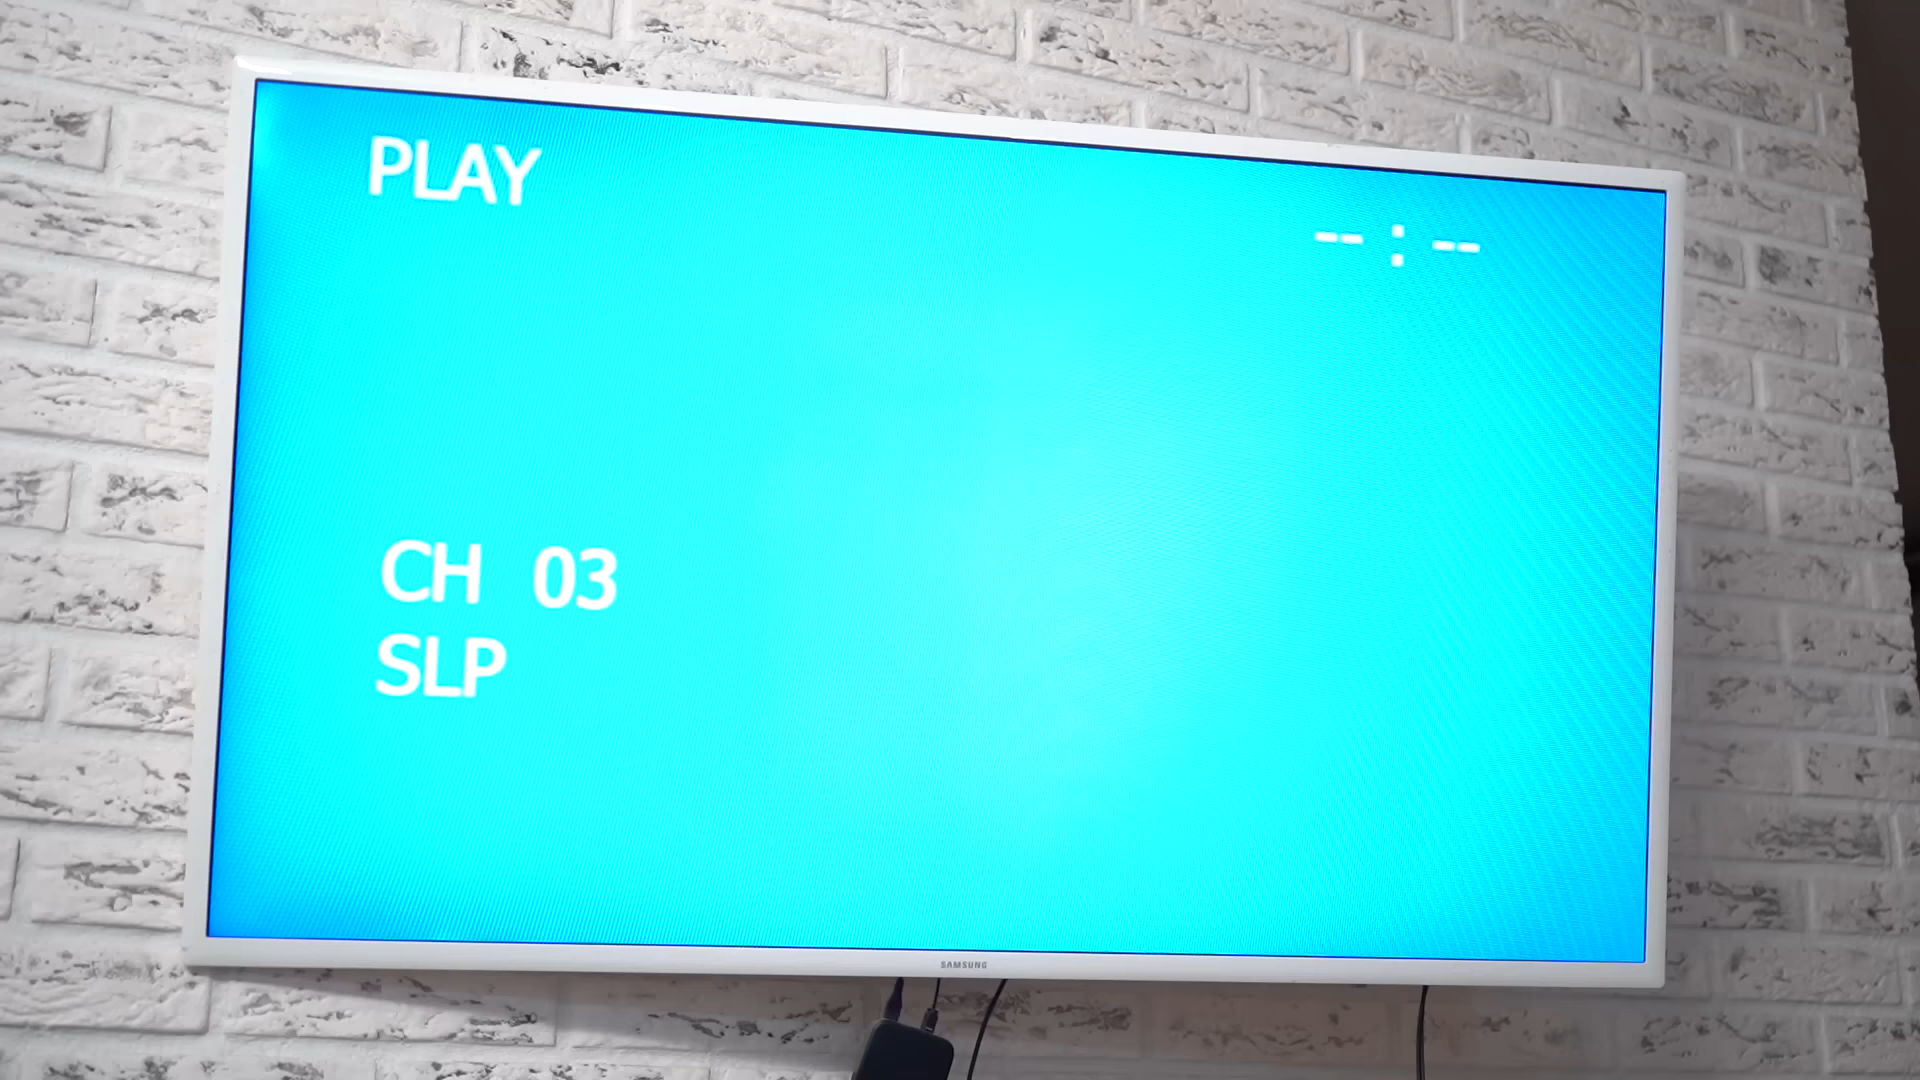 PLAY
-- : --
CH 03
SLP
SAMSUNG